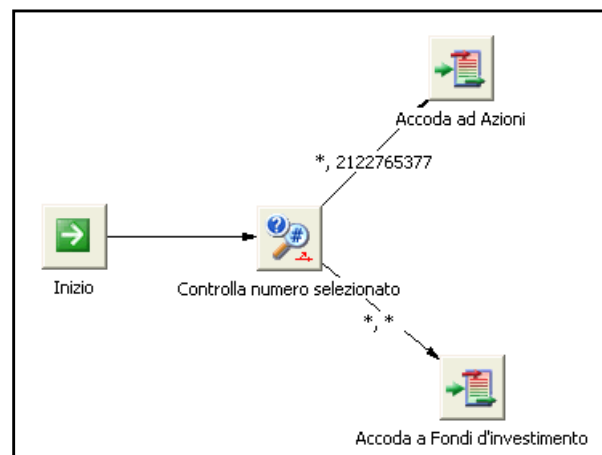 Accoda ad Azioni
*, 2122765377
Inizio
Controlla numero selezionato
*, *
Accoda a Fondi d'investimento